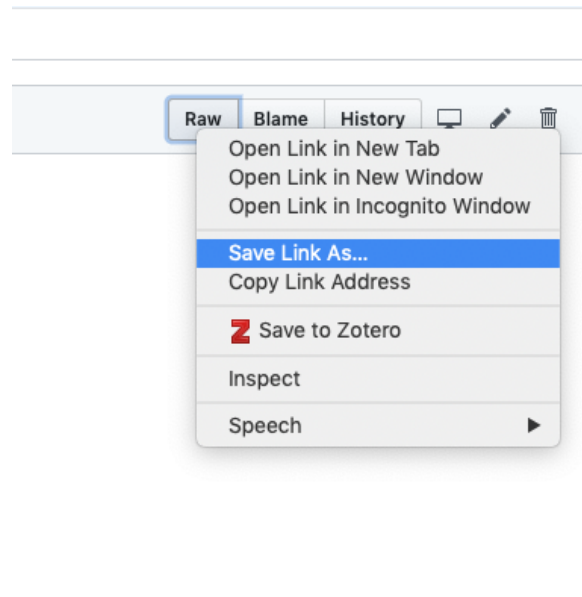 Raw Blame History
Open Link in New Tab
Open Link in New Window
Open Link in Incognito Window
Save Link As...
Copy Link Address
Z Save to Zotero
Inspect
Speech